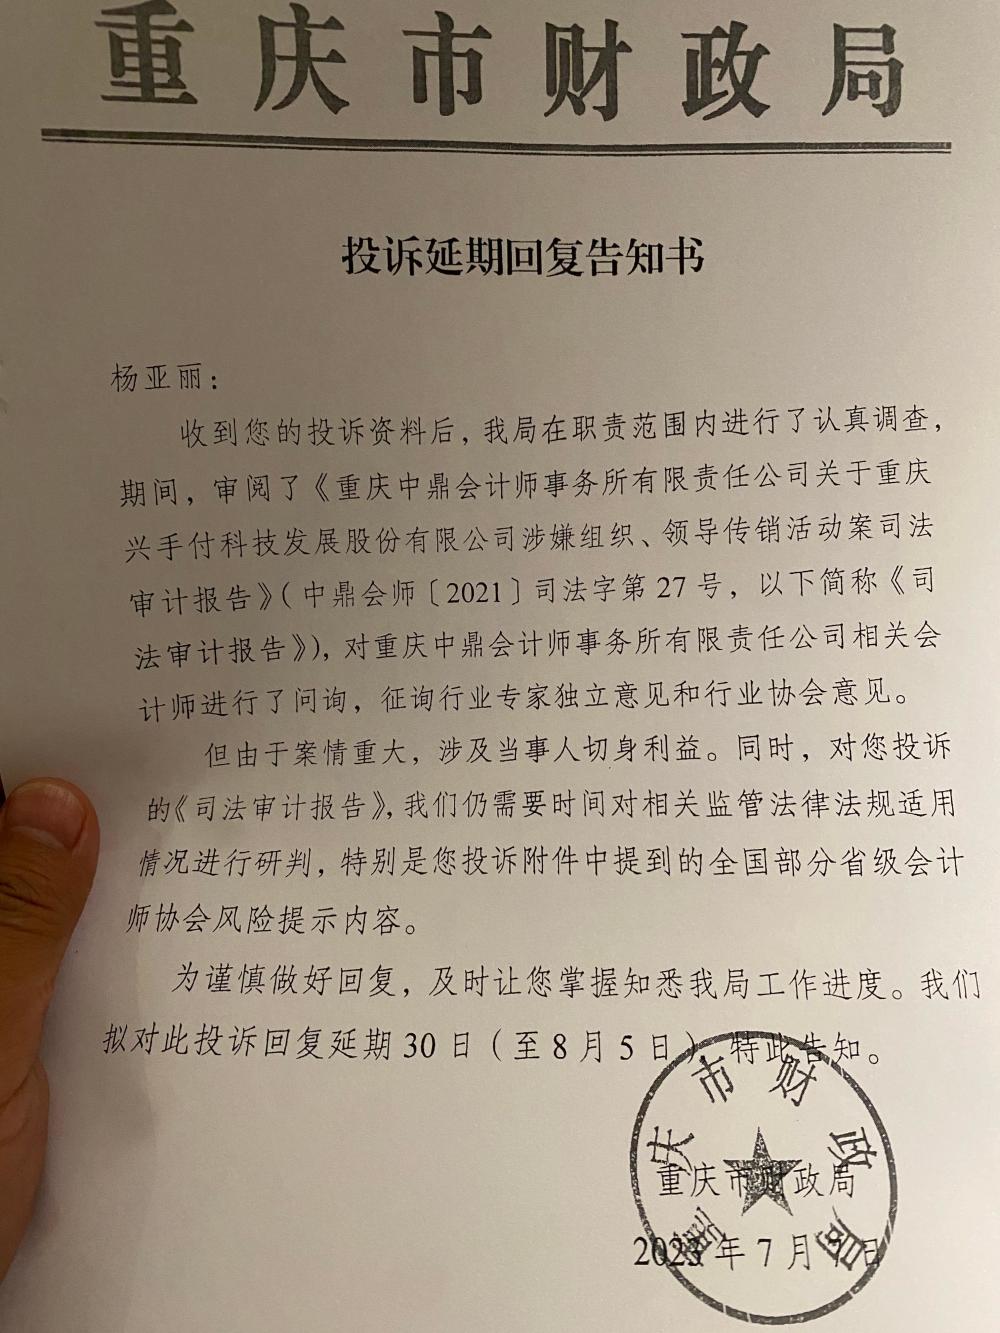 重庆市财政局
投诉延期回复告知书
杨亚丽：
收到您的投诉资料后，我局在职责范围内进行了认真调查，
期间，审阅了《重庆中鼎会计师事务所有限责任公司关于重庆
兴手付科技发展股份有限公司涉嫌组织、领导传销活动案司法
审计报告》（中鼎会师〔2021〕司法字第27号，以下简称《司
法审计报告》），对重庆中鼎会计师事务所有限责任公司相关会
计师进行了问询，征询行业专家独立意见和行业协会意见。
但由于案情重大，涉及当事人切身利益。同时，对您投诉
的《司法审计报告》，我们仍需要时间对相关监管法律法规适用
情况进行研判，特别是您投诉附件中提到的全国部分省级会计
师协会风险提示内容。
为谨慎做好回复，及时让您掌握知悉我局工作进度。我们
拟对此投诉回复延期30日（至8月5日），特此告知。
重庆市财政局
重庆市财政局
2023年7月 日